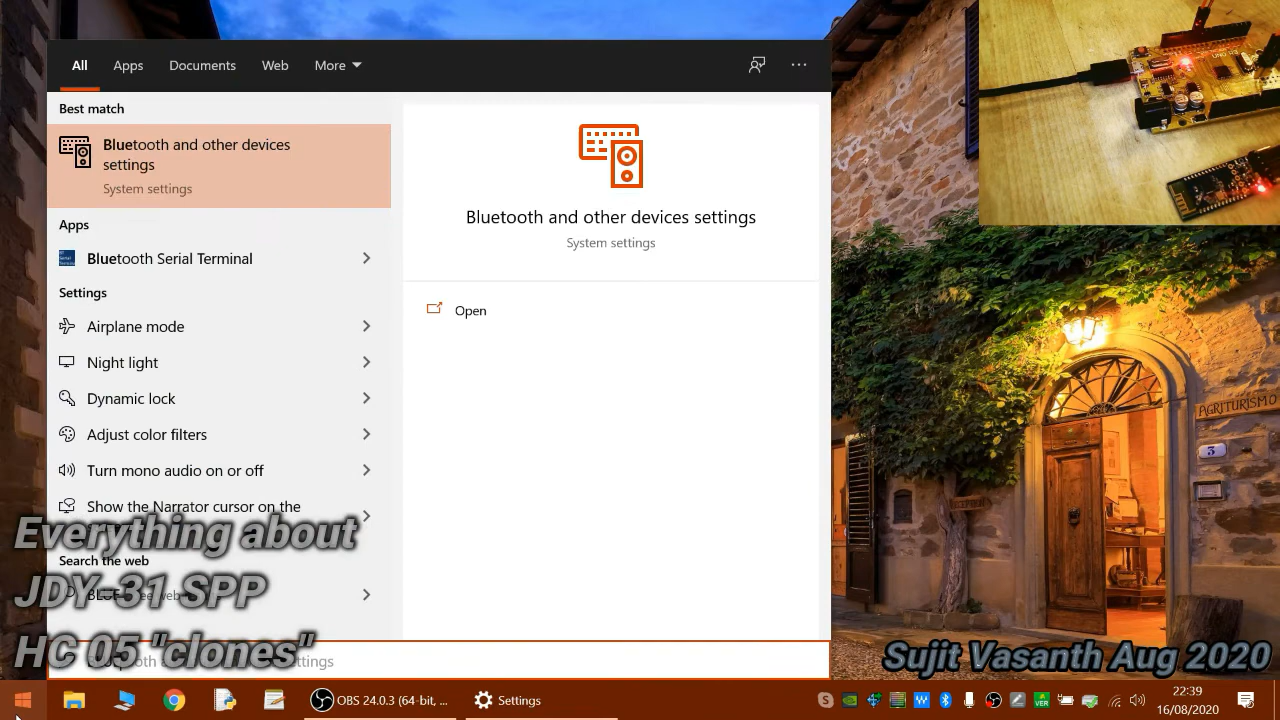 All Apps Documents Web More
Best match
Bluetooth and other devices
settings
System settings
Apps
Bluetooth Serial Terminal
Settings
Airplane mode
Night light
Dynamic lock
Adjust color filters
Turn mono audio on or off
Show the Narrator cursor on the
Search the web
Bluetooth and other devices settings
System settings
Open
Everything about
JDY-31 SPP
HC 05 "clones"
AGRITURISMO
3
Sujit Vasanth Aug 2020
OBS 24.0.3 (64-bit, ...
Settings
VER
22:39
16/08/2020